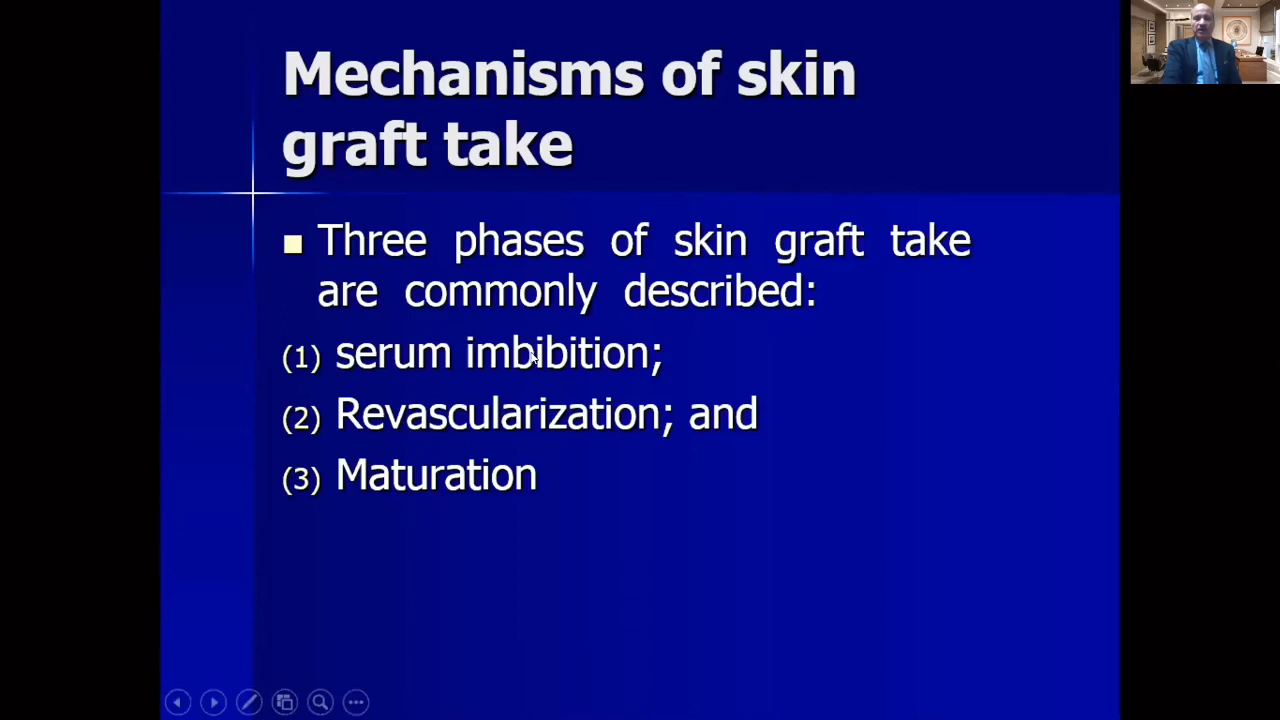 Mechanisms of skin
graft take
Three phases of skin graft take
are commonly described:
(1) serum imbibition;
(2) Revascularization; and
(3) Maturation